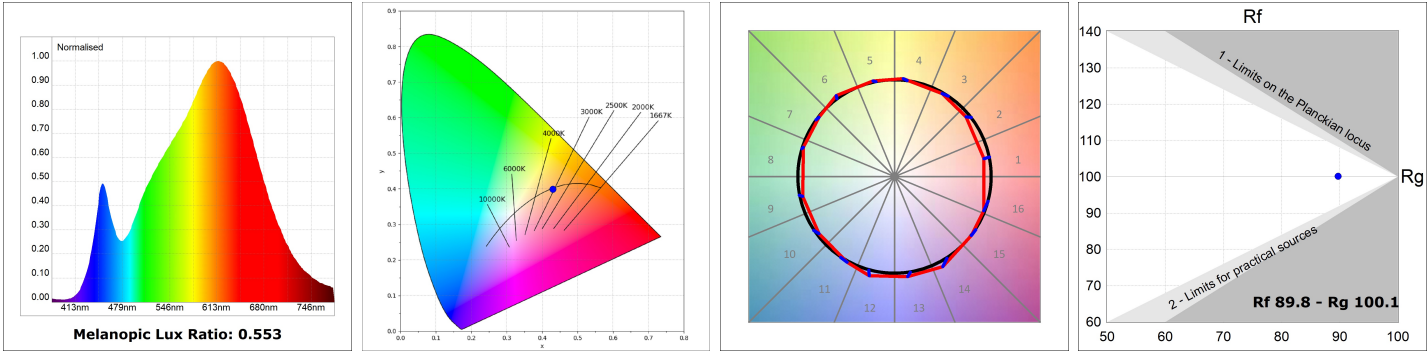 Normalised
1.00
0.90
0.80
0.70
0.60
0.50
0.40
0.30
0.20
0.10
0.00
413nm 479nm 546nm 613nm 680nm 746nm
Melanopic Lux Ratio: 0.553
0.9
0.8
0.7
0.6
0.5
0.4
0.3
0.2
0.1
0.0
y
0.0 0.1 0.2 0.3 0.4 0.5 0.6 0.7 0.8
x
10000K
6000K
4000K
3000K
2500K
2000K
1667K
1
2
3
4
5
6
7
8
9
10
11
12
13
14
15
16
Rf
140
130
120
110
100
90
80
70
60
50 60 70 80 90 100
Rg
1 - Limits on the Planckian locus
2 - Limits for practical sources
Rf 89.8 - Rg 100.1